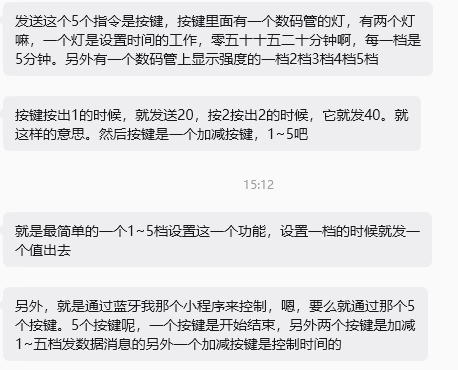 发送这个5个指令是按键，按键里面有一个数码管的灯，有两个灯
嘛，一个灯是设置时间的工作，零五十十五二十分钟啊，每一档是
5分钟。另外有一个数码管上显示强度的一档2档3档4档5档
按键按出1的时候，就发送20，按2按出2的时候，它就发40。就
这样的意思。然后按键是一个加减按键，1~5吧
15:12
就是最简单的一个1~5档设置这一个功能，设置一档的时候就发一
个值出去
另外，就是通过蓝牙我那个小程序来控制，嗯，要么就通过那个5
个按键。5个按键呢，一个按键是开始结束，另外两个按键是加减
1~五档发数据消息的另外一个加减按键是控制时间的